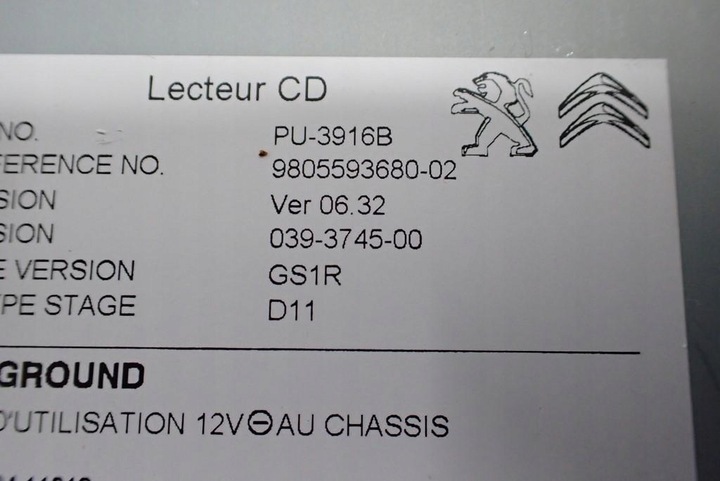 Lecteur CD
NO. PU-3916B
FERENCE NO. 9805593680-02
SION Ver 06.32
SION 039-3745-00
E VERSION GS1R
PE STAGE D11
GROUND
D'UTILISATION 12V⊖AU CHASSIS